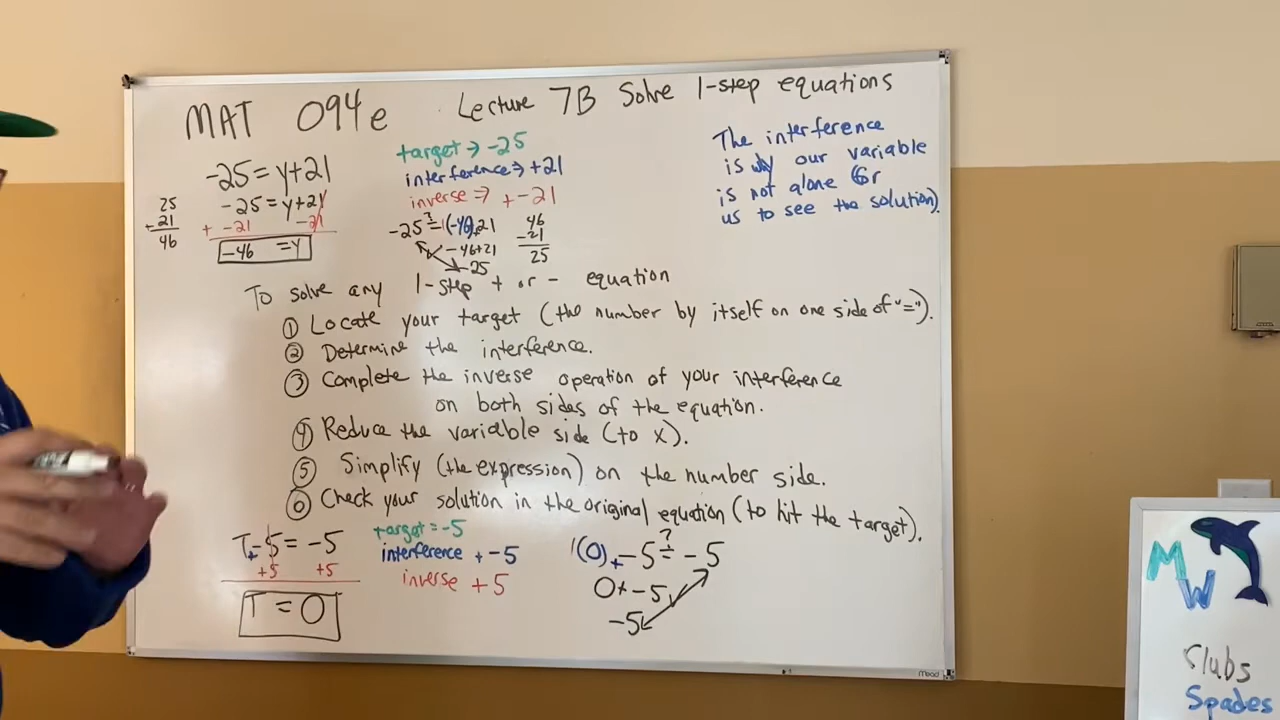 MAT 094e Lecture 7B Solve 1-step equations
-25 = y+21
-25 = y+21
+ -21 -21
-46 = y
25
+ 21
46
target → -25
interference → +21
inverse ⇒ + -21
-25 ≟ 1(-46)+21
-46+21
-25
46
-21
25
The interference
is why our variable
is not alone (for
us to see the solution).
To solve any 1-step + or - equation
① Locate your target (the number by itself on one side of "=").
② Determine the interference.
③ Complete the inverse operation of your interference
on both sides of the equation.
④ Reduce the variable side (to x).
⑤ Simplify (the expression) on the number side.
⑥ Check your solution in the original equation (to hit the target).
T+-5 = -5
+5 +5
T = 0
target = -5
interference + -5
inverse +5
1(0)+-5 ≟ -5
0+-5
-5
Mead
MW
Clubs
Spades